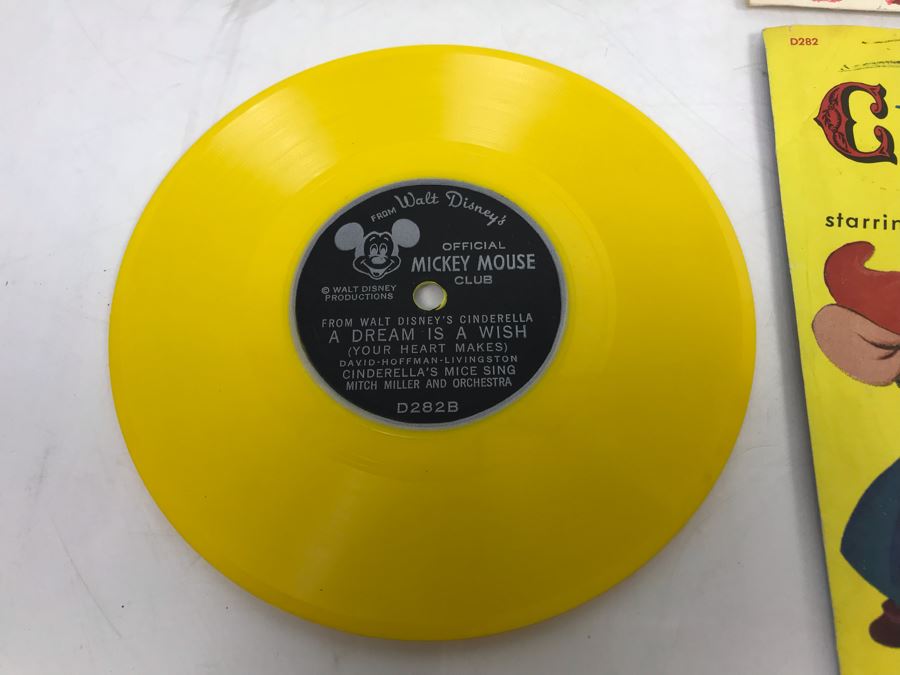 FROM Walt Disney's
OFFICIAL
MICKEY MOUSE
CLUB
© WALT DISNEY
PRODUCTIONS
FROM WALT DISNEY'S CINDERELLA
A DREAM IS A WISH
(YOUR HEART MAKES)
DAVID-HOFFMAN-LIVINGSTON
CINDERELLA'S MICE SING
MITCH MILLER AND ORCHESTRA
D282B
D282
C
starrin